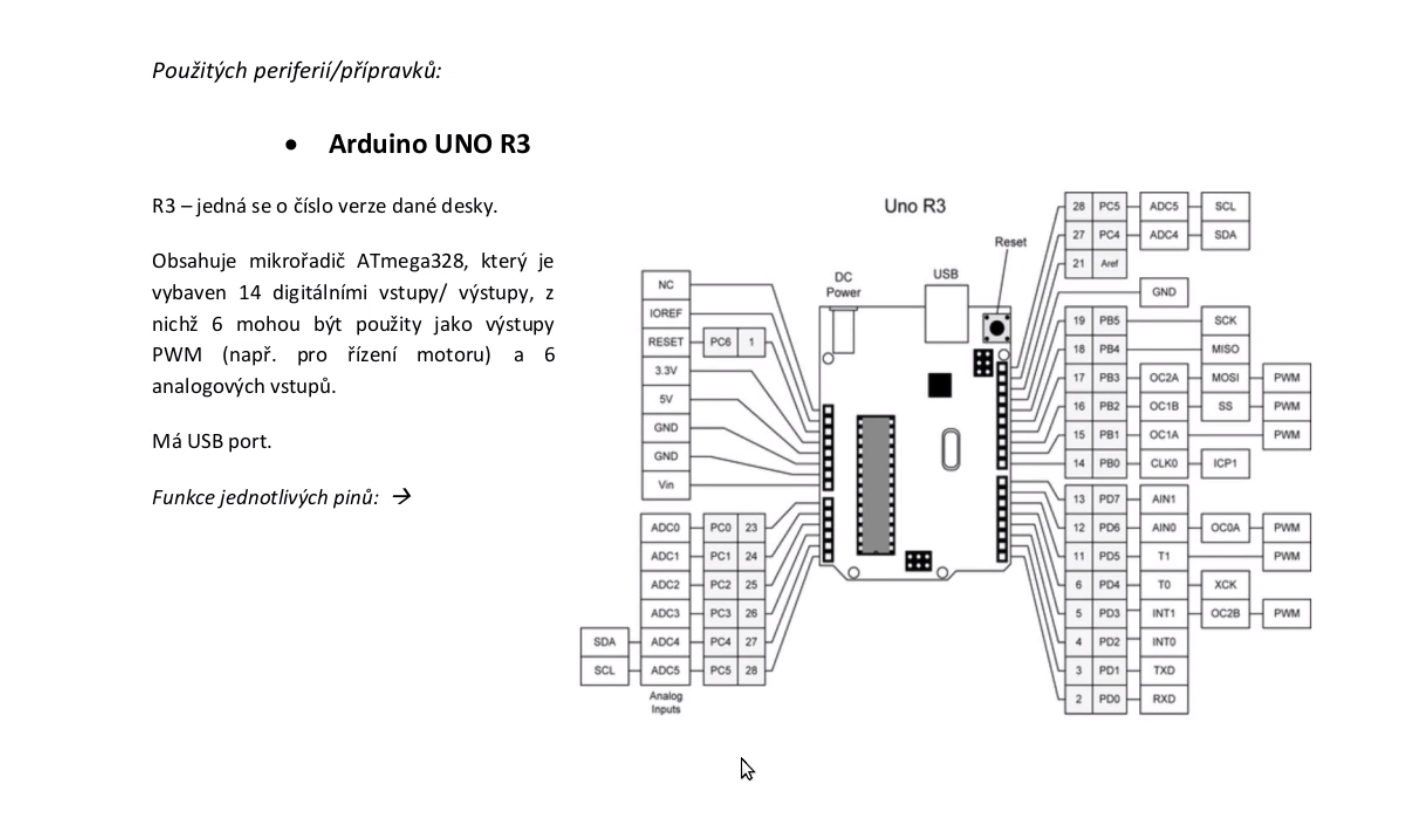 Použitých periferií/přípravků:
• Arduino UNO R3
R3 – jedná se o číslo verze dané desky.
Obsahuje mikrořadič ATmega328, který je
vybaven 14 digitálními vstupy/ výstupy, z
nichž 6 mohou být použity jako výstupy
PWM (např. pro řízení motoru) a 6
analogových vstupů.
Má USB port.
Funkce jednotlivých pinů: →
Uno R3
Reset
DC
Power
USB
NC
IOREF
RESET PC6 1
3.3V
5V
GND
GND
Vin
ADC0 PC0 23
ADC1 PC1 24
ADC2 PC2 25
ADC3 PC3 26
SDA ADC4 PC4 27
SCL ADC5 PC5 28
Analog
Inputs
28 PC5 ADC5 SCL
27 PC4 ADC4 SDA
21 Aref
GND
19 PB5 SCK
18 PB4 MISO
17 PB3 OC2A MOSI PWM
16 PB2 OC1B SS PWM
15 PB1 OC1A PWM
14 PB0 CLK0 ICP1
13 PD7 AIN1
12 PD6 AIN0 OC0A PWM
11 PD5 T1 PWM
6 PD4 T0 XCK
5 PD3 INT1 OC2B PWM
4 PD2 INT0
3 PD1 TXD
2 PD0 RXD